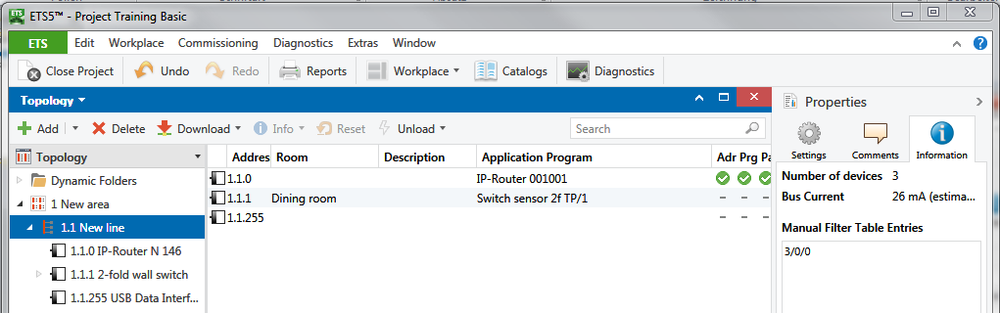 ETS5™ - Project Training Basic
ETS Edit Workplace Commissioning Diagnostics Extras Window
Close Project Undo Redo Reports Workplace Catalogs Diagnostics
Topology
Add Delete Download Info Reset Unload Search
Topology
Dynamic Folders
1 New area
1.1 New line
1.1.0 IP-Router N 146
1.1.1 2-fold wall switch
1.1.255 USB Data Interf...
Addres Room Description Application Program Adr Prg Pa
1.1.0 IP-Router 001001
1.1.1 Dining room Switch sensor 2f TP/1 - - -
1.1.255 - - -
Properties
Settings Comments Information
Number of devices 3
Bus Current 26 mA (estima...
Manual Filter Table Entries
3/0/0